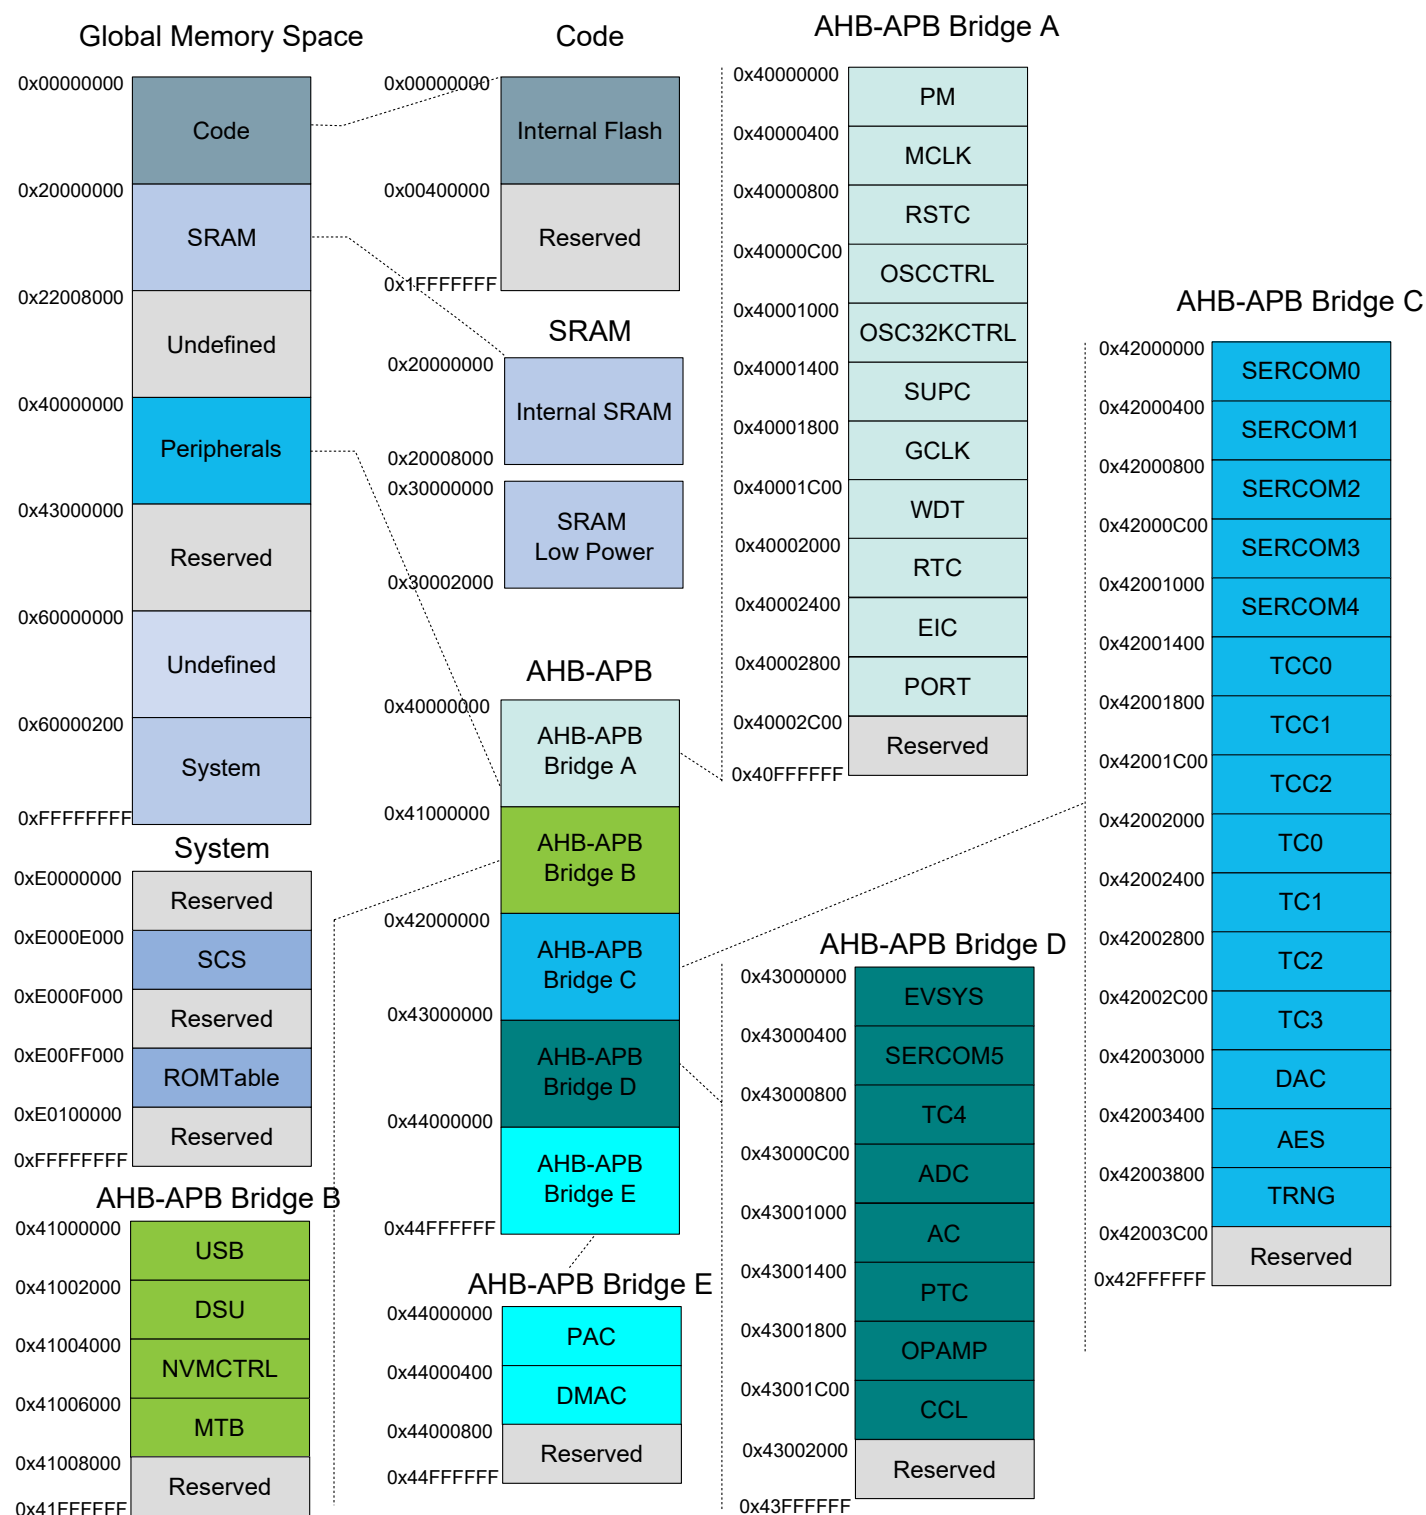 Global Memory Space
0x00000000
Code
0x20000000
SRAM
0x22008000
Undefined
0x40000000
Peripherals
0x43000000
Reserved
0x60000000
Undefined
0x60000200
System
0xFFFFFFFF
System
0xE0000000
Reserved
0xE000E000
SCS
0xE000F000
Reserved
0xE00FF000
ROMTable
0xE0100000
Reserved
0xFFFFFFFF
AHB-APB Bridge B
0x41000000
USB
0x41002000
DSU
0x41004000
NVMCTRL
0x41006000
MTB
0x41008000
Reserved
0x41FFFFFF
Code
0x00000000
Internal Flash
0x00400000
Reserved
0x1FFFFFFF
SRAM
0x20000000
Internal SRAM
0x20008000
0x30000000
SRAM
Low Power
0x30002000
AHB-APB
0x40000000
AHB-APB
Bridge A
0x41000000
AHB-APB
Bridge B
0x42000000
AHB-APB
Bridge C
0x43000000
AHB-APB
Bridge D
0x44000000
AHB-APB
Bridge E
0x44FFFFFF
AHB-APB Bridge E
0x44000000
PAC
0x44000400
DMAC
0x44000800
Reserved
0x44FFFFFF
AHB-APB Bridge A
0x40000000
PM
0x40000400
MCLK
0x40000800
RSTC
0x40000C00
OSCCTRL
0x40001000
OSC32KCTRL
0x40001400
SUPC
0x40001800
GCLK
0x40001C00
WDT
0x40002000
RTC
0x40002400
EIC
0x40002800
PORT
0x40002C00
Reserved
0x40FFFFFF
AHB-APB Bridge D
0x43000000
EVSYS
0x43000400
SERCOM5
0x43000800
TC4
0x43000C00
ADC
0x43001000
AC
0x43001400
PTC
0x43001800
OPAMP
0x43001C00
CCL
0x43002000
Reserved
0x43FFFFFF
AHB-APB Bridge C
0x42000000
SERCOM0
0x42000400
SERCOM1
0x42000800
SERCOM2
0x42000C00
SERCOM3
0x42001000
SERCOM4
0x42001400
TCC0
0x42001800
TCC1
0x42001C00
TCC2
0x42002000
TC0
0x42002400
TC1
0x42002800
TC2
0x42002C00
TC3
0x42003000
DAC
0x42003400
AES
0x42003800
TRNG
0x42003C00
Reserved
0x42FFFFFF